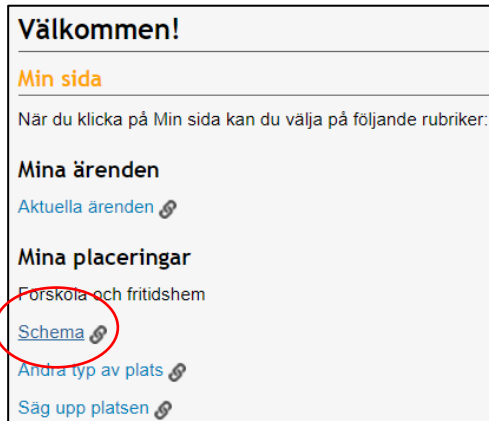 Välkommen!
Min sida
När du klicka på Min sida kan du välja på följande rubriker:
Mina ärenden
Aktuella ärenden
Mina placeringar
Förskola och fritidshem
Schema
Ändra typ av plats
Säg upp platsen